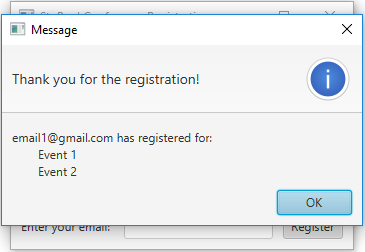 Message
Thank you for the registration!
email1@gmail.com has registered for:
Event 1
Event 2
OK
Enter your email:
Register